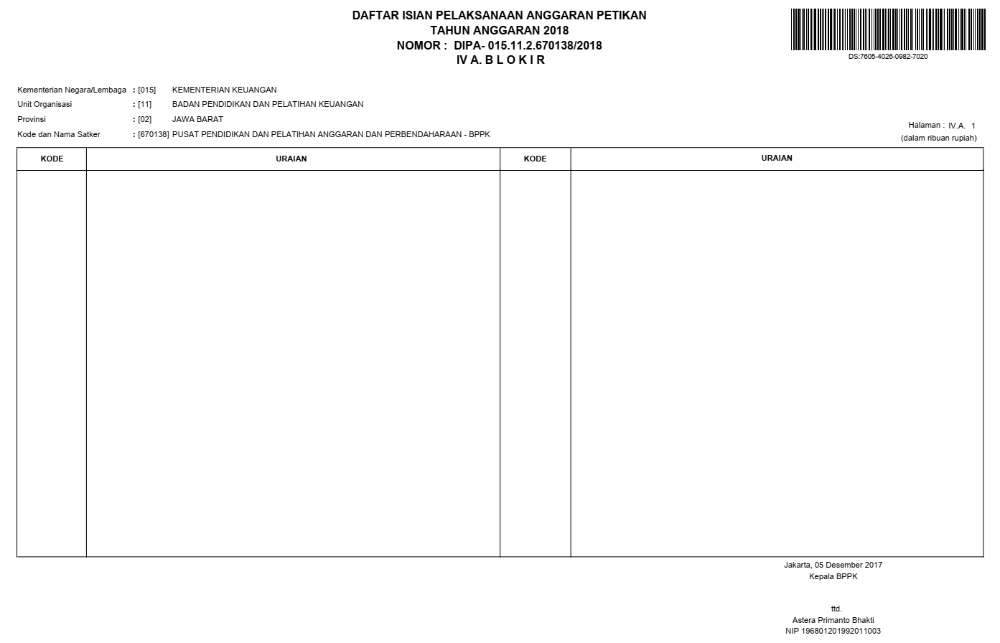 DAFTAR ISIAN PELAKSANAAN ANGGARAN PETIKAN
TAHUN ANGGARAN 2018
NOMOR : DIPA- 015.11.2.670138/2018
IV A. B L O K I R
DS:7605-4026-0982-7020
Kementerian Negara/Lembaga : [015] KEMENTERIAN KEUANGAN
Unit Organisasi : [11] BADAN PENDIDIKAN DAN PELATIHAN KEUANGAN
Provinsi : [02] JAWA BARAT
Kode dan Nama Satker : [670138] PUSAT PENDIDIKAN DAN PELATIHAN ANGGARAN DAN PERBENDAHARAAN - BPPK
Halaman : IV.A. 1
(dalam ribuan rupiah)
KODE URAIAN KODE URAIAN
Jakarta, 05 Desember 2017
Kepala BPPK
ttd.
Astera Primanto Bhakti
NIP 196801201992011003